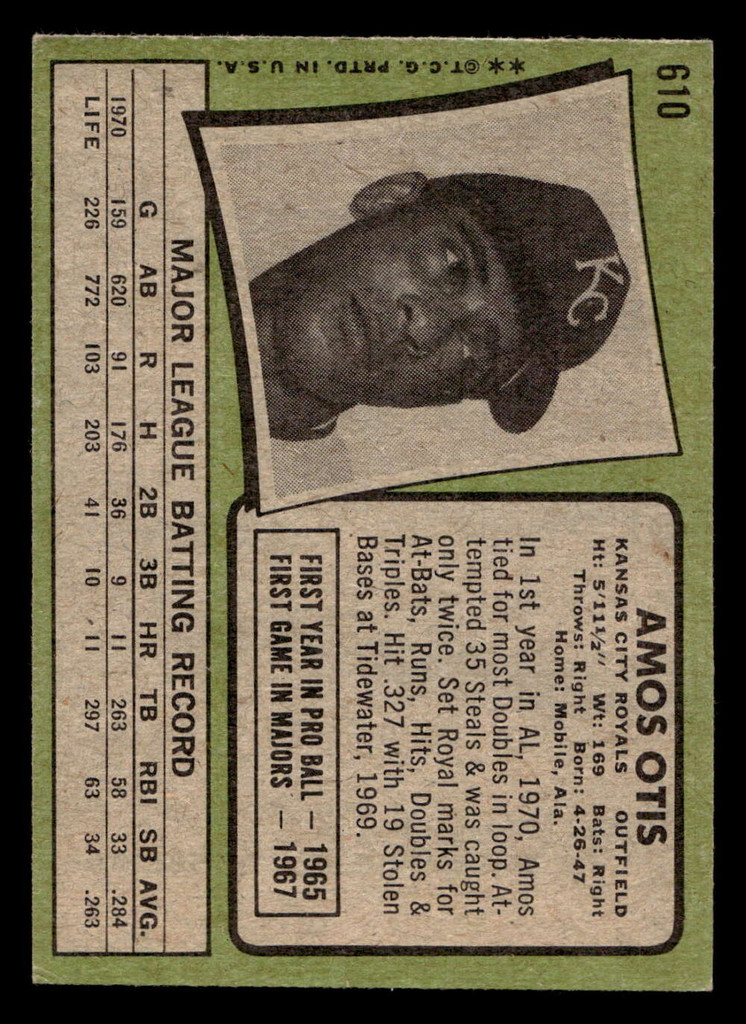 610
**©T.C.G. PRTD. IN U.S.A.
KC
AMOS OTIS
KANSAS CITY ROYALS OUTFIELD
Ht: 5'11½" Wt: 169 Bats: Right
Throws: Right Born: 4-26-47
Home: Mobile, Ala.
In 1st year in AL, 1970, Amos
tied for most Doubles in loop. At-
tempted 35 Steals & was caught
only twice. Set Royal marks for
At-Bats, Runs, Hits, Doubles &
Triples. Hit .327 with 19 Stolen
Bases at Tidewater, 1969.
FIRST YEAR IN PRO BALL — 1965
FIRST GAME IN MAJORS — 1967
MAJOR LEAGUE BATTING RECORD
G AB R H 2B 3B HR TB RBI SB AVG.
1970 159 620 91 176 36 9 11 263 58 33 .284
LIFE 226 772 103 203 41 10 11 297 63 34 .263